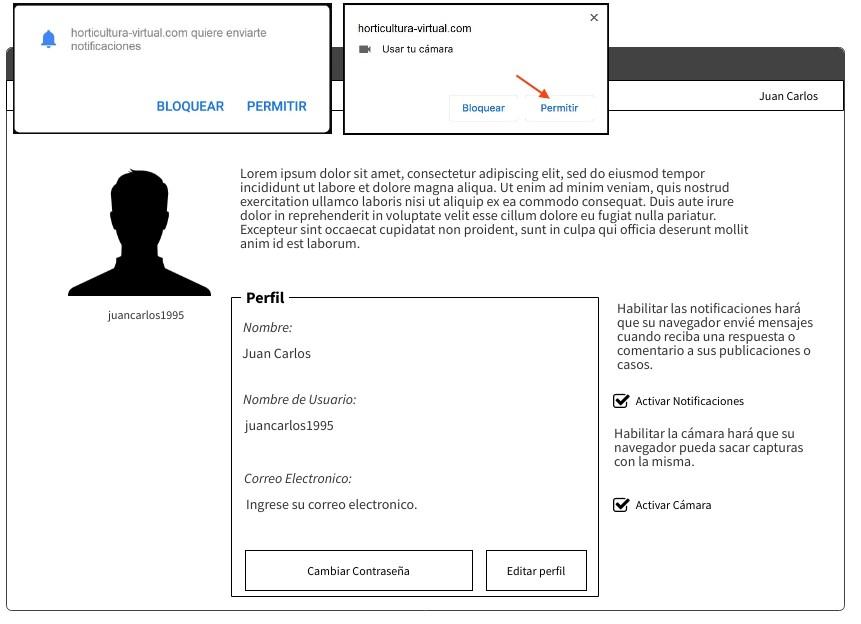 horticultura-virtual.com quiere enviarte
notificaciones
BLOQUEAR PERMITIR
horticultura-virtual.com
Usar tu cámara
Bloquear Permitir
Juan Carlos
Lorem ipsum dolor sit amet, consectetur adipiscing elit, sed do eiusmod tempor
incididunt ut labore et dolore magna aliqua. Ut enim ad minim veniam, quis nostrud
exercitation ullamco laboris nisi ut aliquip ex ea commodo consequat. Duis aute irure
dolor in reprehenderit in voluptate velit esse cillum dolore eu fugiat nulla pariatur.
Excepteur sint occaecat cupidatat non proident, sunt in culpa qui officia deserunt mollit
anim id est laborum.
juancarlos1995
Perfil
Nombre:
Juan Carlos
Nombre de Usuario:
juancarlos1995
Correo Electronico:
Ingrese su correo electronico.
Cambiar Contraseña
Editar perfil
Habilitar las notificaciones hará
que su navegador envié mensajes
cuando reciba una respuesta o
comentario a sus publicaciones o
casos.
Activar Notificaciones
Habilitar la cámara hará que su
navegador pueda sacar capturas
con la misma.
Activar Cámara